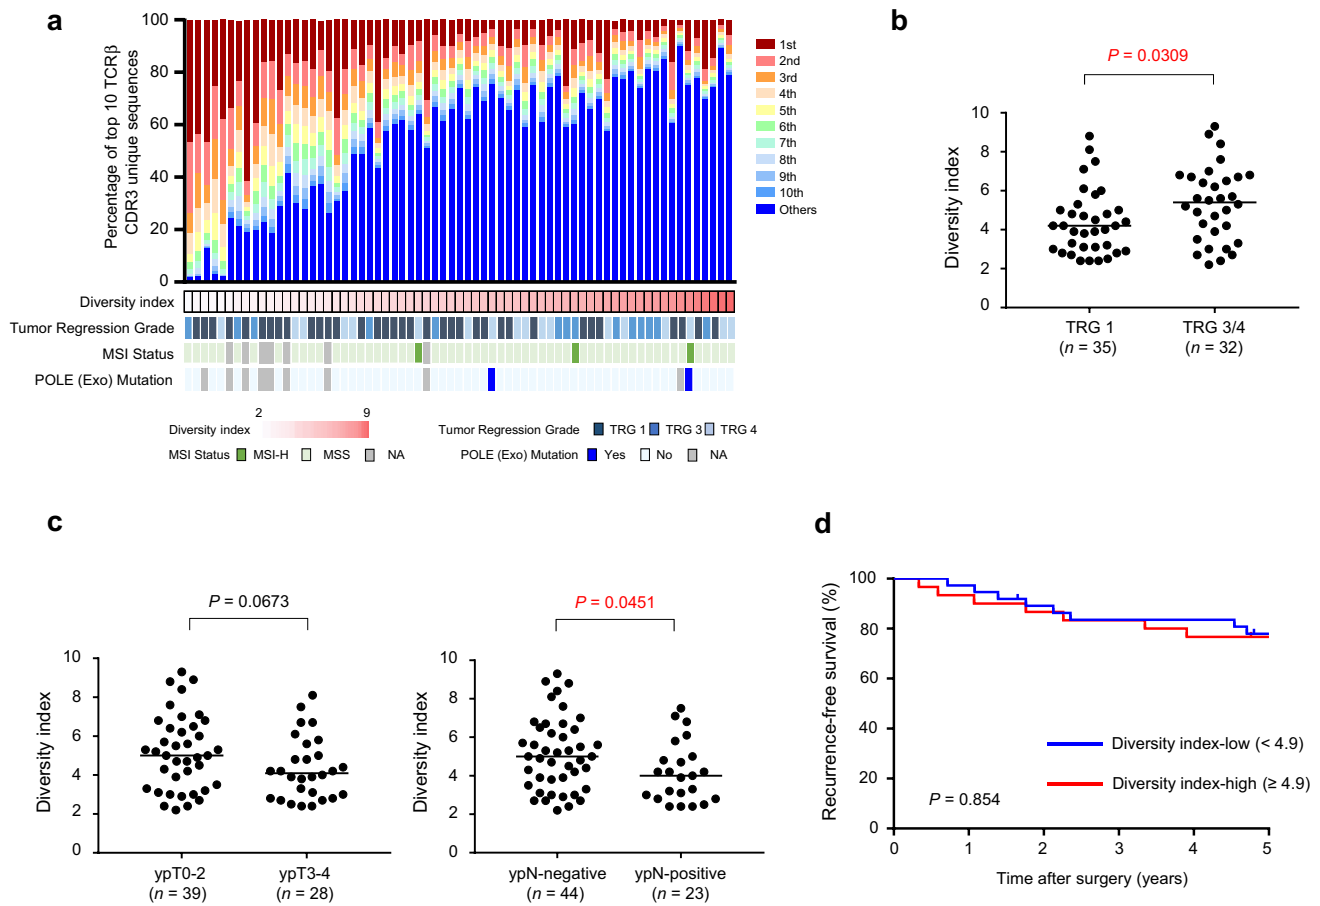 a
Percentage of top 10 TCRβ
CDR3 unique sequences
100
80
60
40
20
0
1st
2nd
3rd
4th
5th
6th
7th
8th
9th
10th
Others
Diversity index
Tumor Regression Grade
MSI Status
POLE (Exo) Mutation
2 9
Diversity index
Tumor Regression Grade TRG 1 TRG 3 TRG 4
MSI Status MSI-H MSS NA
POLE (Exo) Mutation Yes No NA
b
P = 0.0309
Diversity index
10
8
6
4
2
0
TRG 1 TRG 3/4
(n = 35) (n = 32)
c
P = 0.0673
Diversity index
10
8
6
4
2
0
ypT0-2 ypT3-4
(n = 39) (n = 28)
P = 0.0451
Diversity index
10
8
6
4
2
0
ypN-negative ypN-positive
(n = 44) (n = 23)
d
Recurrence-free survival (%)
100
80
60
40
20
0
Diversity index-low (< 4.9)
Diversity index-high (≥ 4.9)
P = 0.854
0 1 2 3 4 5
Time after surgery (years)